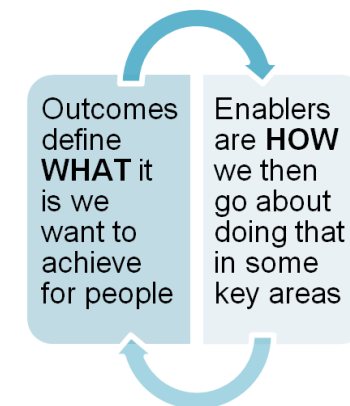 Outcomes
define
WHAT it
is we
want to
achieve
for people
Enablers
are HOW
we then
go about
doing that
in some
key areas